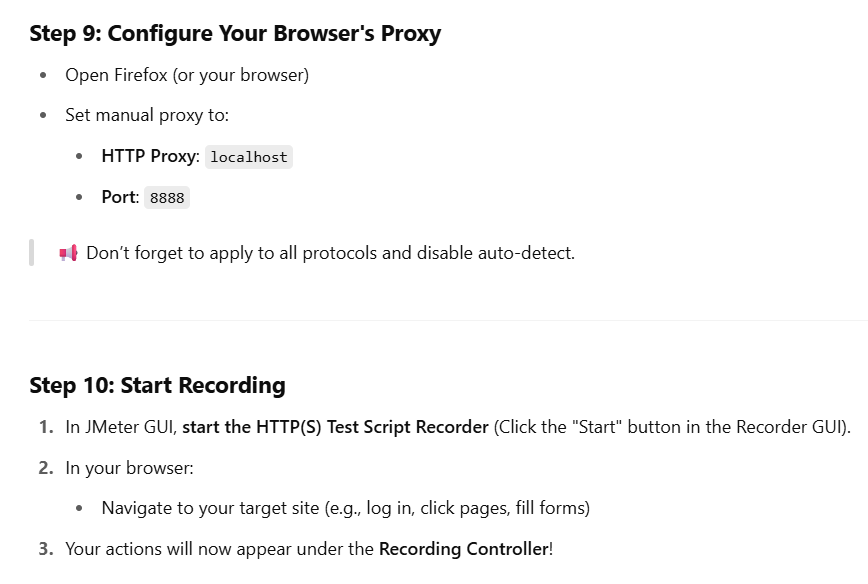 Step 9: Configure Your Browser's Proxy
• Open Firefox (or your browser)
• Set manual proxy to:
• HTTP Proxy: localhost
• Port: 8888
📢 Don’t forget to apply to all protocols and disable auto-detect.
Step 10: Start Recording
1. In JMeter GUI, start the HTTP(S) Test Script Recorder (Click the "Start" button in the Recorder GUI).
2. In your browser:
• Navigate to your target site (e.g., log in, click pages, fill forms)
3. Your actions will now appear under the Recording Controller!